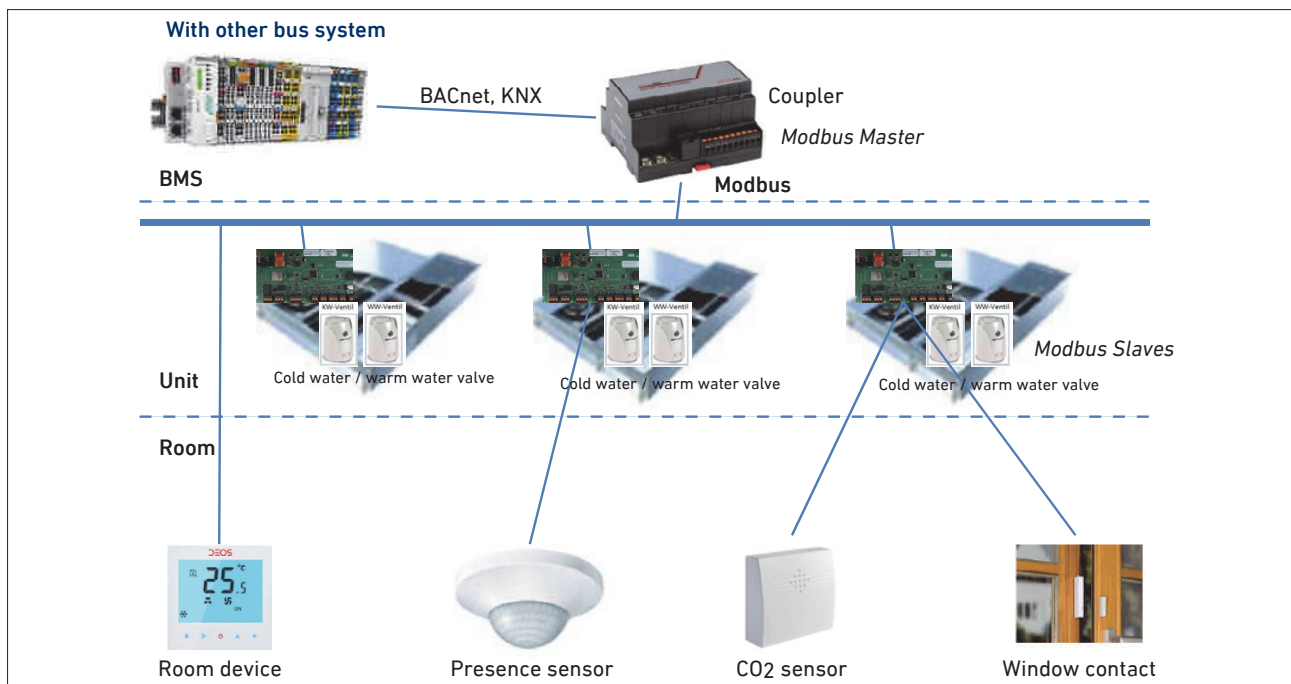 With other bus system
BACnet, KNX
Coupler
Modbus Master
BMS
Modbus
KW-Ventil WW-Ventil
KW-Ventil WW-Ventil
KW-Ventil WW-Ventil
Modbus Slaves
Cold water / warm water valve
Cold water / warm water valve
Cold water / warm water valve
Unit
Room
DEOS
25.5 °C
ON
Room device
Presence sensor
CO2 sensor
Window contact